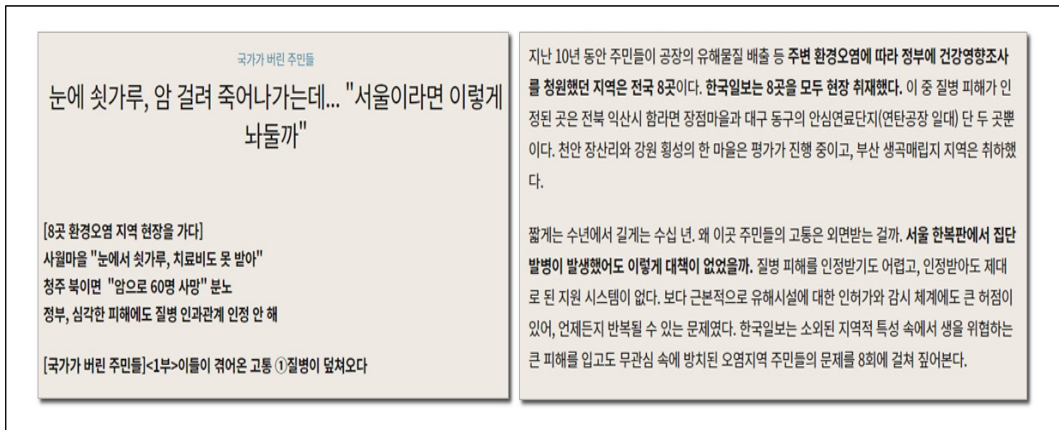 국가가 버린 주민들
눈에 쇳가루, 암 걸려 죽어나가는데... "서울이라면 이렇게
놔둘까"
[8곳 환경오염 지역 현장을 가다]
사월마을 "눈에서 쇳가루, 치료비도 못 받아"
청주 북이면 "암으로 60명 사망" 분노
정부, 심각한 피해에도 질병 인과관계 인정 안 해
[국가가 버린 주민들]<1부>이들이 겪어온 고통 ①질병이 덮쳐오다
지난 10년 동안 주민들이 공장의 유해물질 배출 등 주변 환경오염에 따라 정부에 건강영향조사
를 청원했던 지역은 전국 8곳이다. 한국일보는 8곳을 모두 현장 취재했다. 이 중 질병 피해가 인
정된 곳은 전북 익산시 함라면 장점마을과 대구 동구의 안심연료단지(연탄공장 일대) 단 두 곳뿐
이다. 천안 장산리와 강원 횡성의 한 마을은 평가가 진행 중이고, 부산 생곡매립지 지역은 취하했
다.
짧게는 수년에서 길게는 수십 년. 왜 이곳 주민들의 고통은 외면받는 걸까. 서울 한복판에서 집단
발병이 발생했어도 이렇게 대책이 없었을까. 질병 피해를 인정받기도 어렵고, 인정받아도 제대
로 된 지원 시스템이 없다. 보다 근본적으로 유해시설에 대한 인허가와 감시 체계에도 큰 허점이
있어, 언제든지 반복될 수 있는 문제였다. 한국일보는 소외된 지역적 특성 속에서 생을 위협하는
큰 피해를 입고도 무관심 속에 방치된 오염지역 주민들의 문제를 8회에 걸쳐 짚어본다.